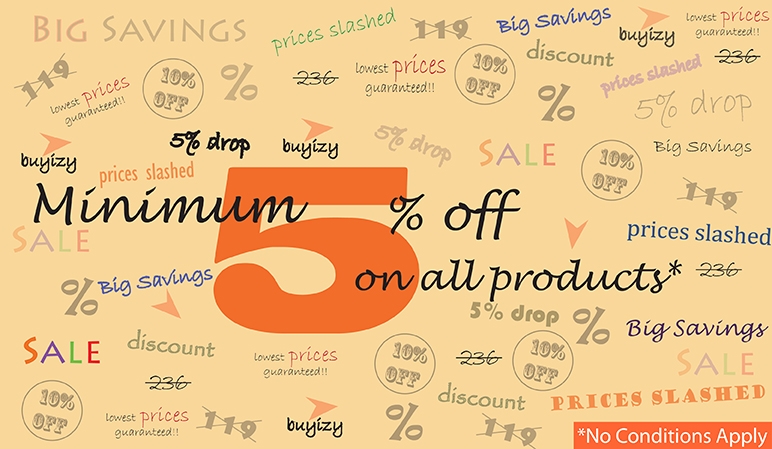 BIG SAVINGS
prices slashed
119
Big Savings
buyizy
lowest prices
guaranteed!!
119
lowest prices
guaranteed!!
10%
OFF
%
236
lowest prices
guaranteed!!
10%
OFF
discount
%
prices slashed
236
5% drop
buyizy
5% drop
buyizy
5% drop
SALE
10%
OFF
Big Savings
prices slashed
119
Minimum 5 % off
on all products*
SALE
prices slashed
236
%
Big Savings
5% drop
%
Big Savings
SALE
discount
lowest prices
guaranteed!!
10%
OFF
236
10%
OFF
SALE
236
10%
OFF
lowest prices
guaranteed!!
119
buyizy
%
discount
119
PRICES SLASHED
*No Conditions Apply